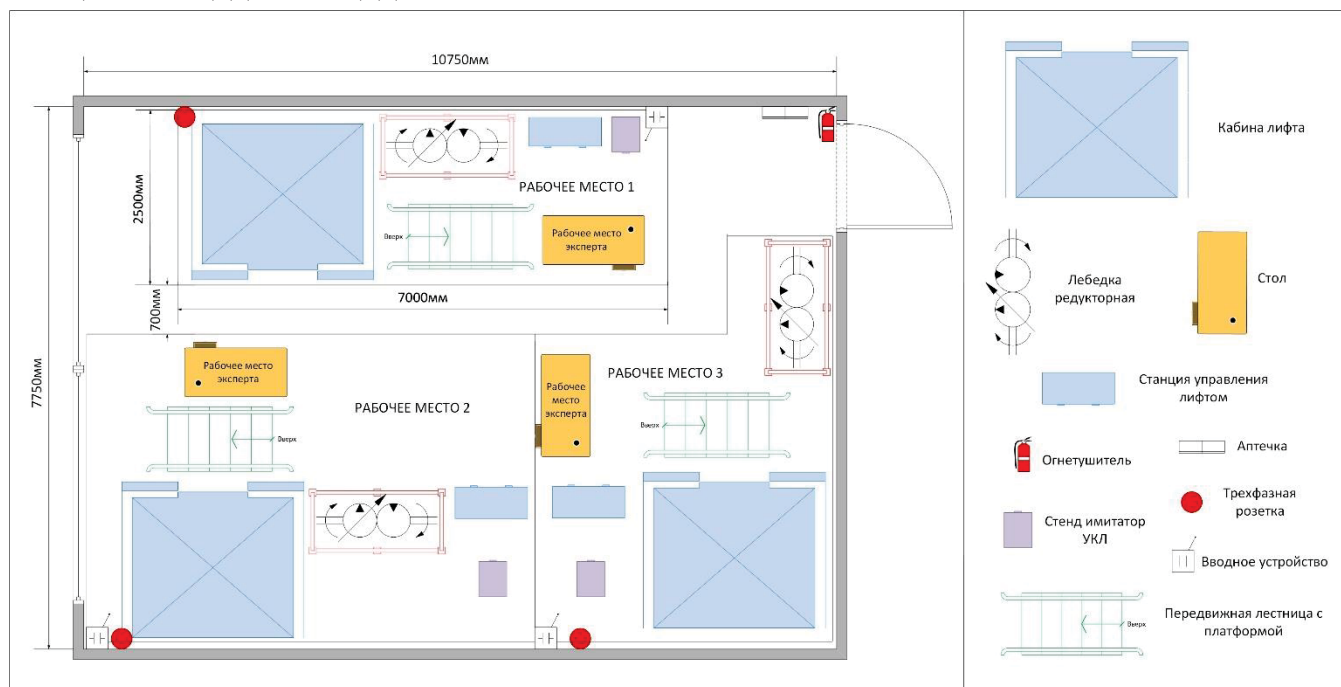 10750мм
7750мм
2500мм
РАБОЧЕЕ МЕСТО 1
Вверх
Рабочее место
эксперта
7000мм
700мм
Рабочее место
эксперта
РАБОЧЕЕ МЕСТО 2
Вверх
РАБОЧЕЕ МЕСТО 3
Рабочее
место
эксперта
Вверх
Кабина лифта
Лебедка
редукторная
Стол
Станция управления
лифтом
Огнетушитель
Аптечка
Стенд имитатор
УКЛ
Трехфазная
розетка
Вводное устройство
Передвижная лестница с
платформой
Вверх